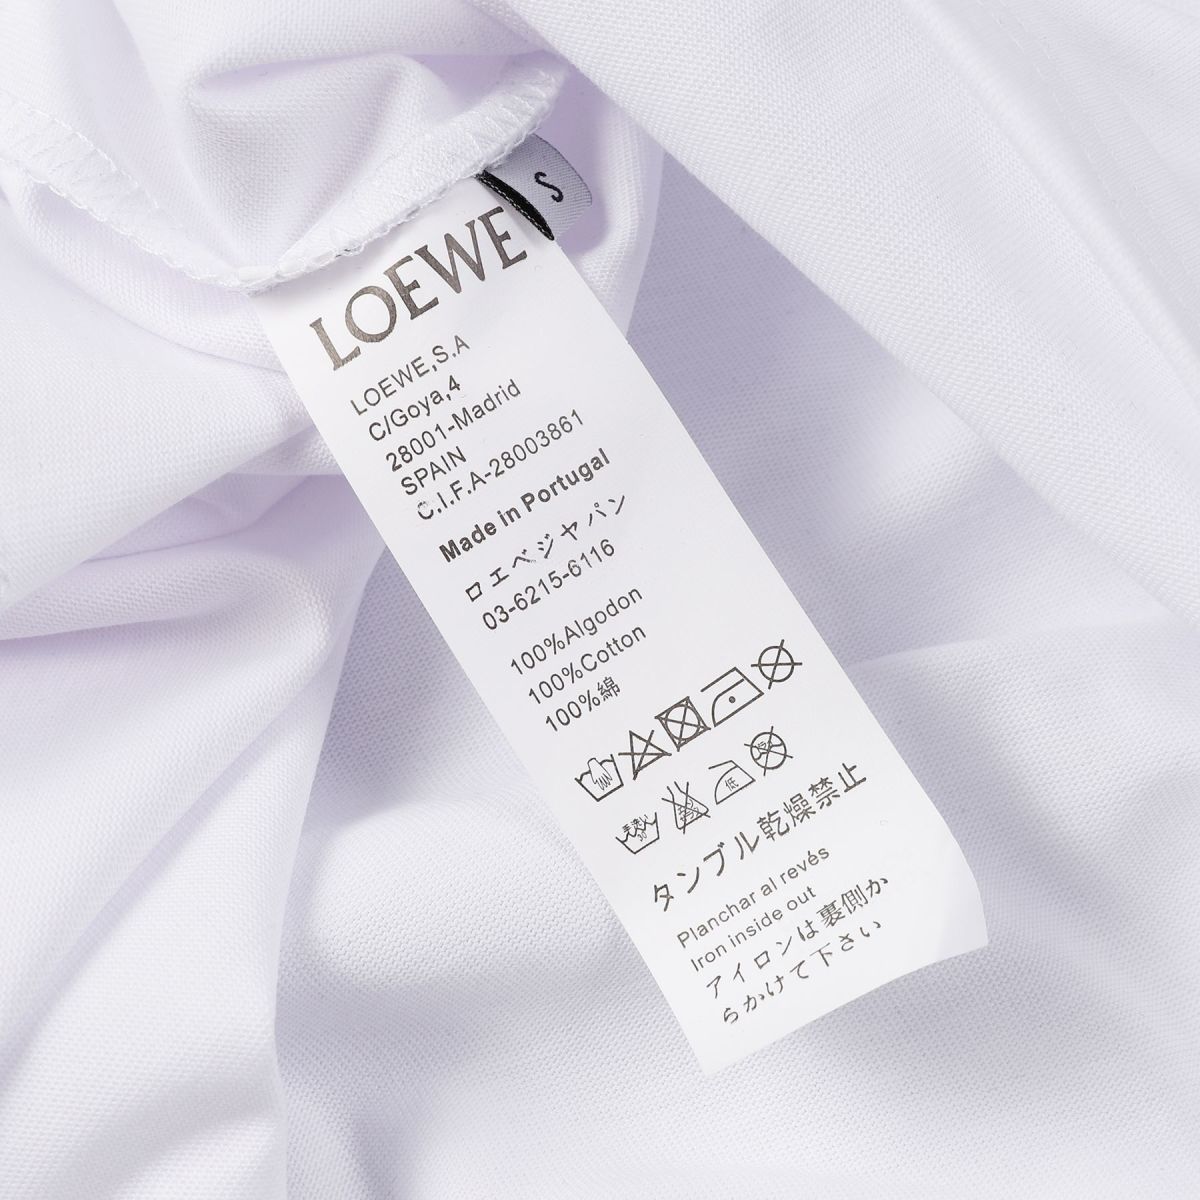 S
LOEWE
LOEWE,S.A
C/Goya,4
28001-Madrid
SPAIN
C.I.F.A-28003861
Made in Portugal
ロエベジャパン
03-6215-6116
100%Algodon
100%Cotton
100%綿
低
タンブル乾燥禁止
Planchar al revés
Iron inside out
アイロンは裏側か
らかけて下さい